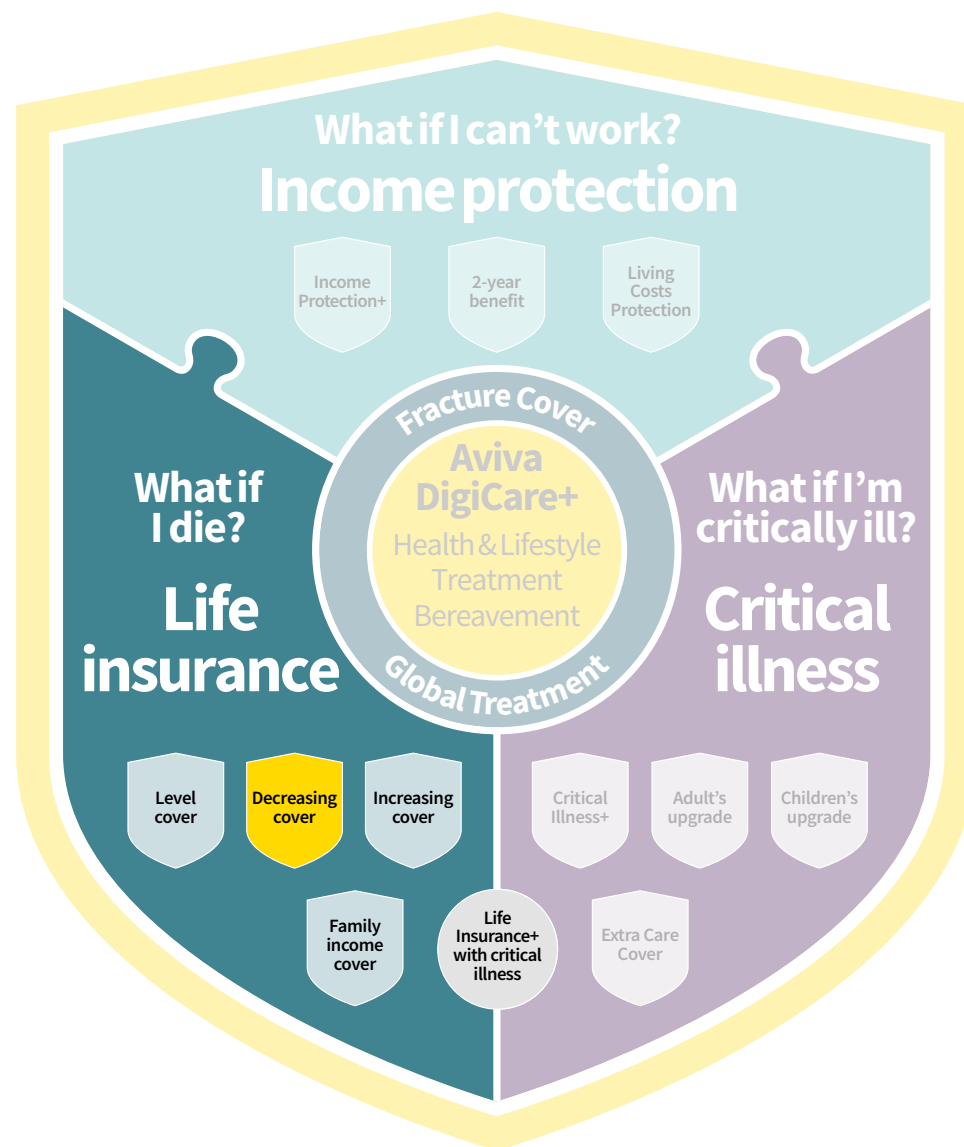 What if I can't work?
Income protection
Income
Protection+
2-year
benefit
Living
Costs
Protection
Fracture Cover
Aviva
DigiCare+
Health & Lifestyle
Treatment
Bereavement
Global Treatment
What if
I die?
Life
insurance
What if I'm
critically ill?
Critical
illness
Level
cover
Decreasing
cover
Increasing
cover
Critical
Illness+
Adult's
upgrade
Children's
upgrade
Family
income
cover
Life
Insurance+
with critical
illness
Extra Care
Cover